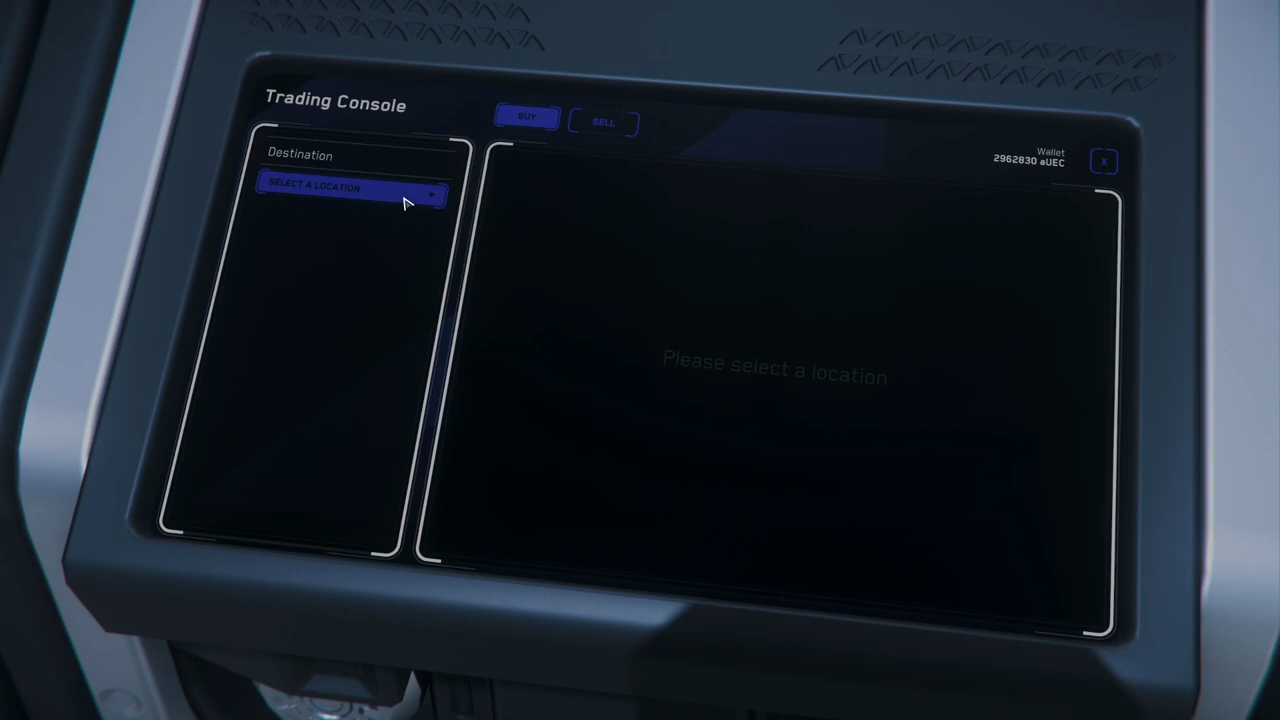 Trading Console
BUY
SELL
Wallet
2962830 aUEC
X
Destination
SELECT A LOCATION
Please select a location